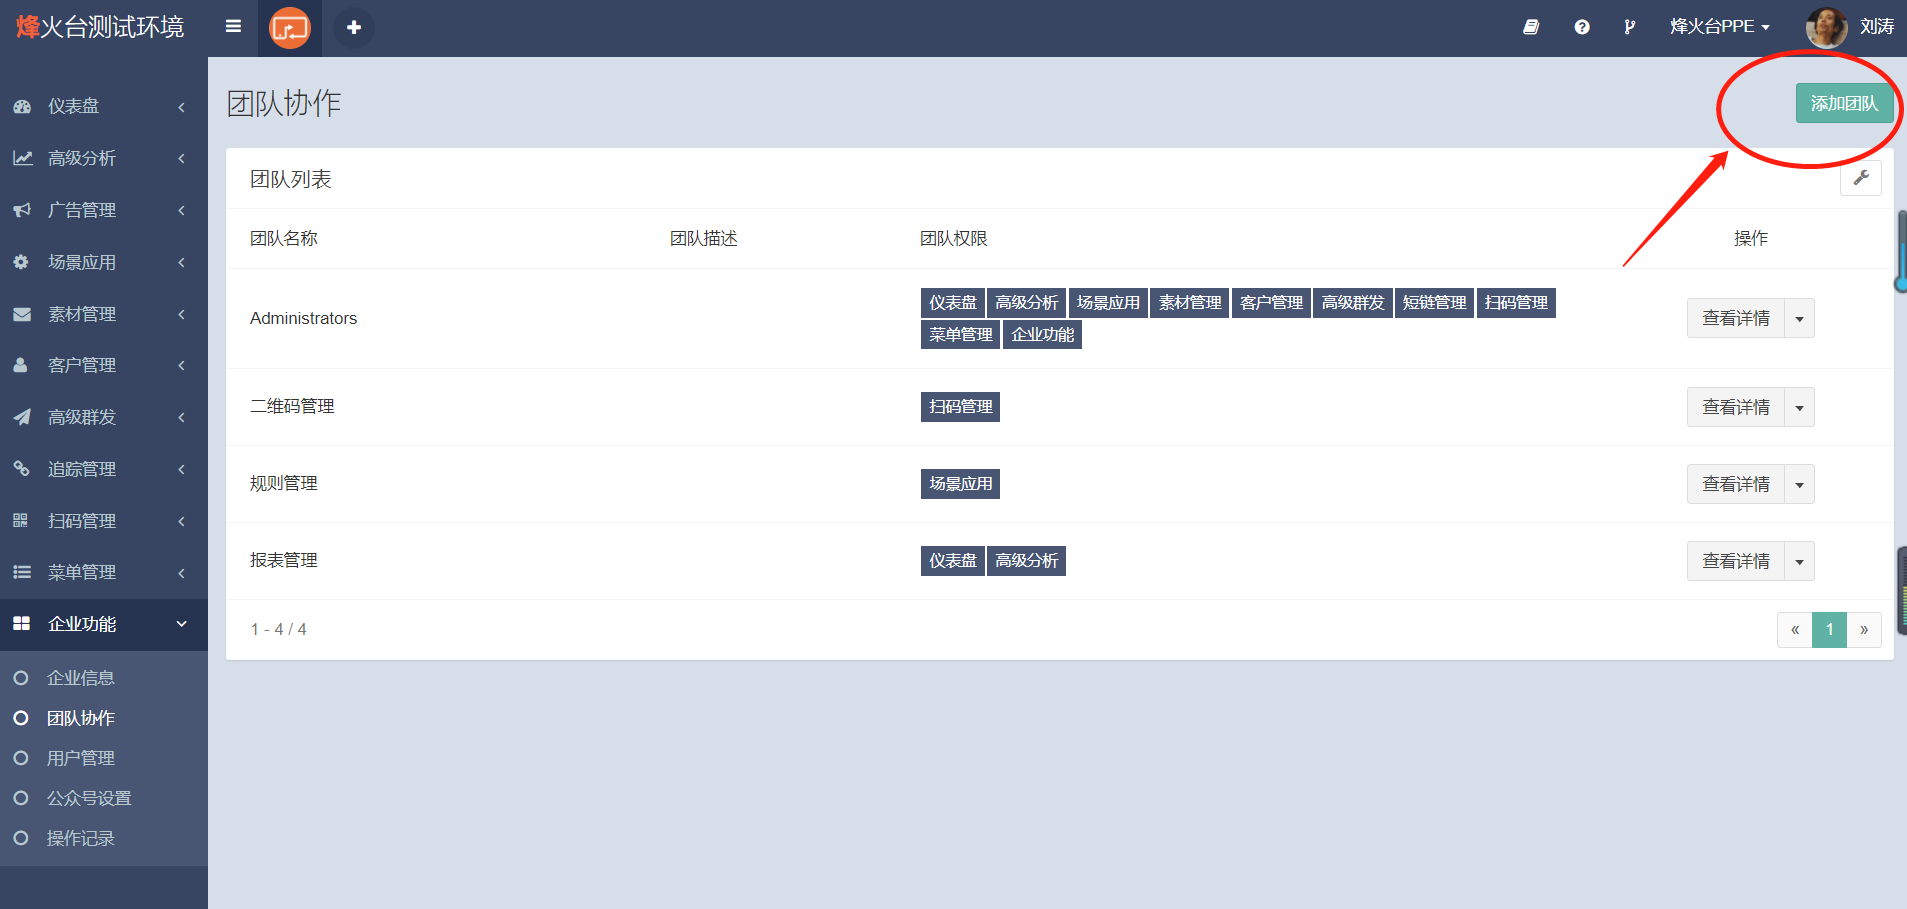 烽火台测试环境
烽火台PPE
刘涛
仪表盘
高级分析
广告管理
场景应用
素材管理
客户管理
高级群发
追踪管理
扫码管理
菜单管理
企业功能
企业信息
团队协作
用户管理
公众号设置
操作记录
团队协作
添加团队
团队列表
团队名称 团队描述 团队权限 操作
Administrators 仪表盘 高级分析 场景应用 素材管理 客户管理 高级群发 短链管理 扫码管理 查看详情
菜单管理 企业功能
二维码管理 扫码管理 查看详情
规则管理 场景应用 查看详情
报表管理 仪表盘 高级分析 查看详情
1 - 4 / 4 « 1 »